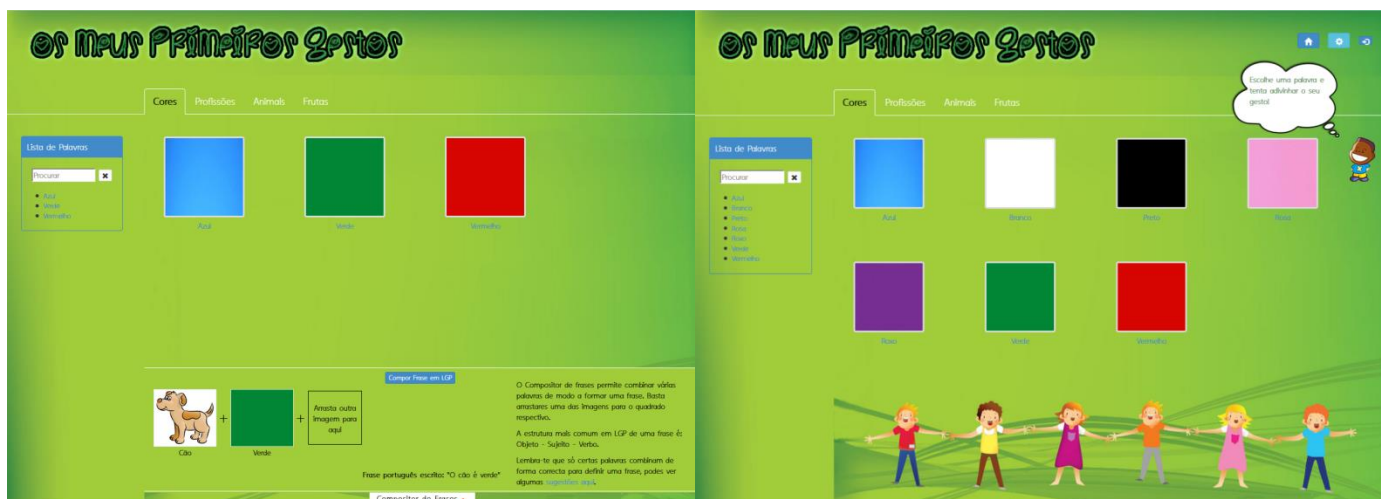 Os Meus Primeiros Gestos
Cores Profissões Animais Frutas
Lista de Palavras
Procurar
Azul
Verde
Vermelho
Azul Verde Vermelho
Compor Frase em LGP
+ +
Arrasta outra
imagem para
aqui
Cão Verde
Frase português escrito: "O cão é verde"
O Compositor de frases permite combinar várias
palavras de modo a formar uma frase. Basta
arrastares uma das imagens para o quadrado
respectivo.
A estrutura mais comum em LGP de uma frase é:
Objeto - Sujeito - Verbo.
Lembra-te que só certas palavras combinam de
forma correcta para definir uma frase, podes ver
algumas sugestões aqui.
Compositor de Frases
Os Meus Primeiros Gestos
Escolhe uma palavra e
tenta adivinhar o seu
gesto!
Cores Profissões Animais Frutas
Lista de Palavras
Procurar
Azul
Branco
Preto
Rosa
Roxo
Verde
Vermelho
Azul Branco Preto Rosa
Roxo Verde Vermelho